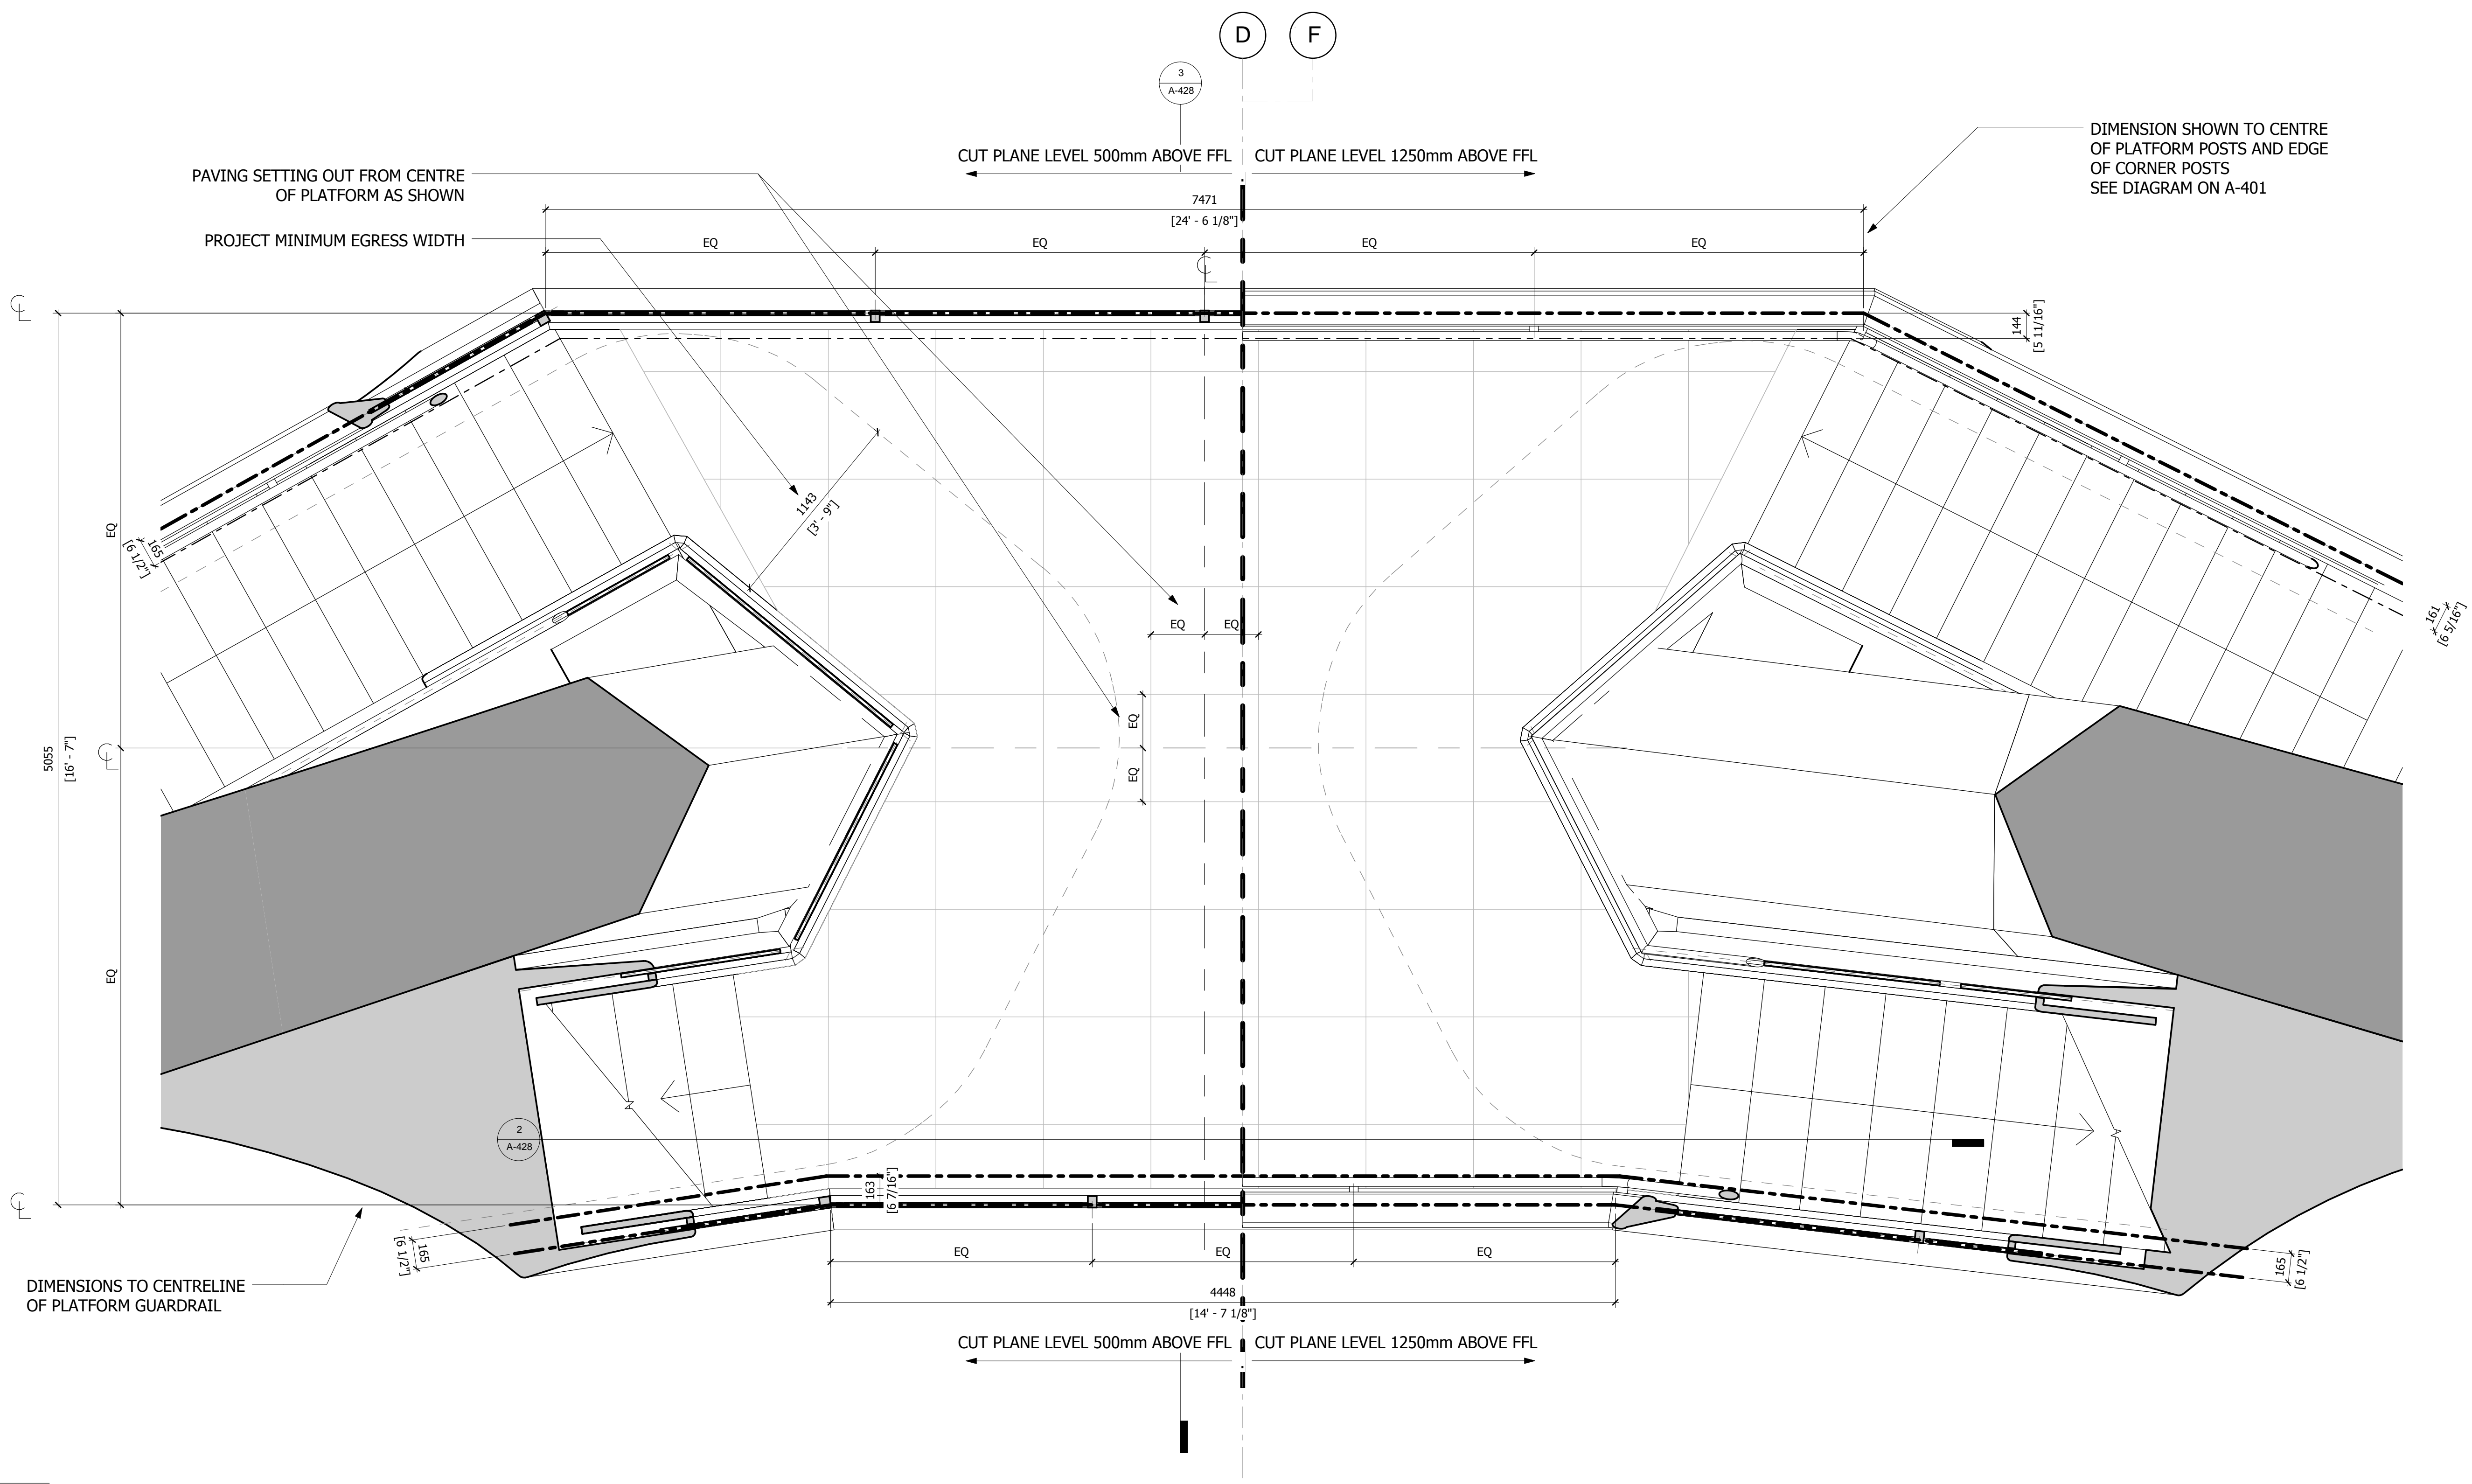 D
F
3
A-428
CUT PLANE LEVEL 500mm ABOVE FFL
CUT PLANE LEVEL 1250mm ABOVE FFL
DIMENSION SHOWN TO CENTRE
OF PLATFORM POSTS AND EDGE
OF CORNER POSTS
SEE DIAGRAM ON A-401
PAVING SETTING OUT FROM CENTRE
OF PLATFORM AS SHOWN
PROJECT MINIMUM EGRESS WIDTH
7471
[24' - 6 1/8"]
EQ
EQ
EQ
EQ
144
[5 11/16"]
1143
[3' - 9"]
EQ
165
[6 1/2"]
161
[6 5/16"]
EQ
EQ
EQ
EQ
5055
[16' - 7"]
EQ
2
A-428
163
[6 7/16"]
165
[6 1/2"]
165
[6 1/2"]
EQ
EQ
EQ
4448
[14' - 7 1/8"]
DIMENSIONS TO CENTRELINE
OF PLATFORM GUARDRAIL
CUT PLANE LEVEL 500mm ABOVE FFL
CUT PLANE LEVEL 1250mm ABOVE FFL